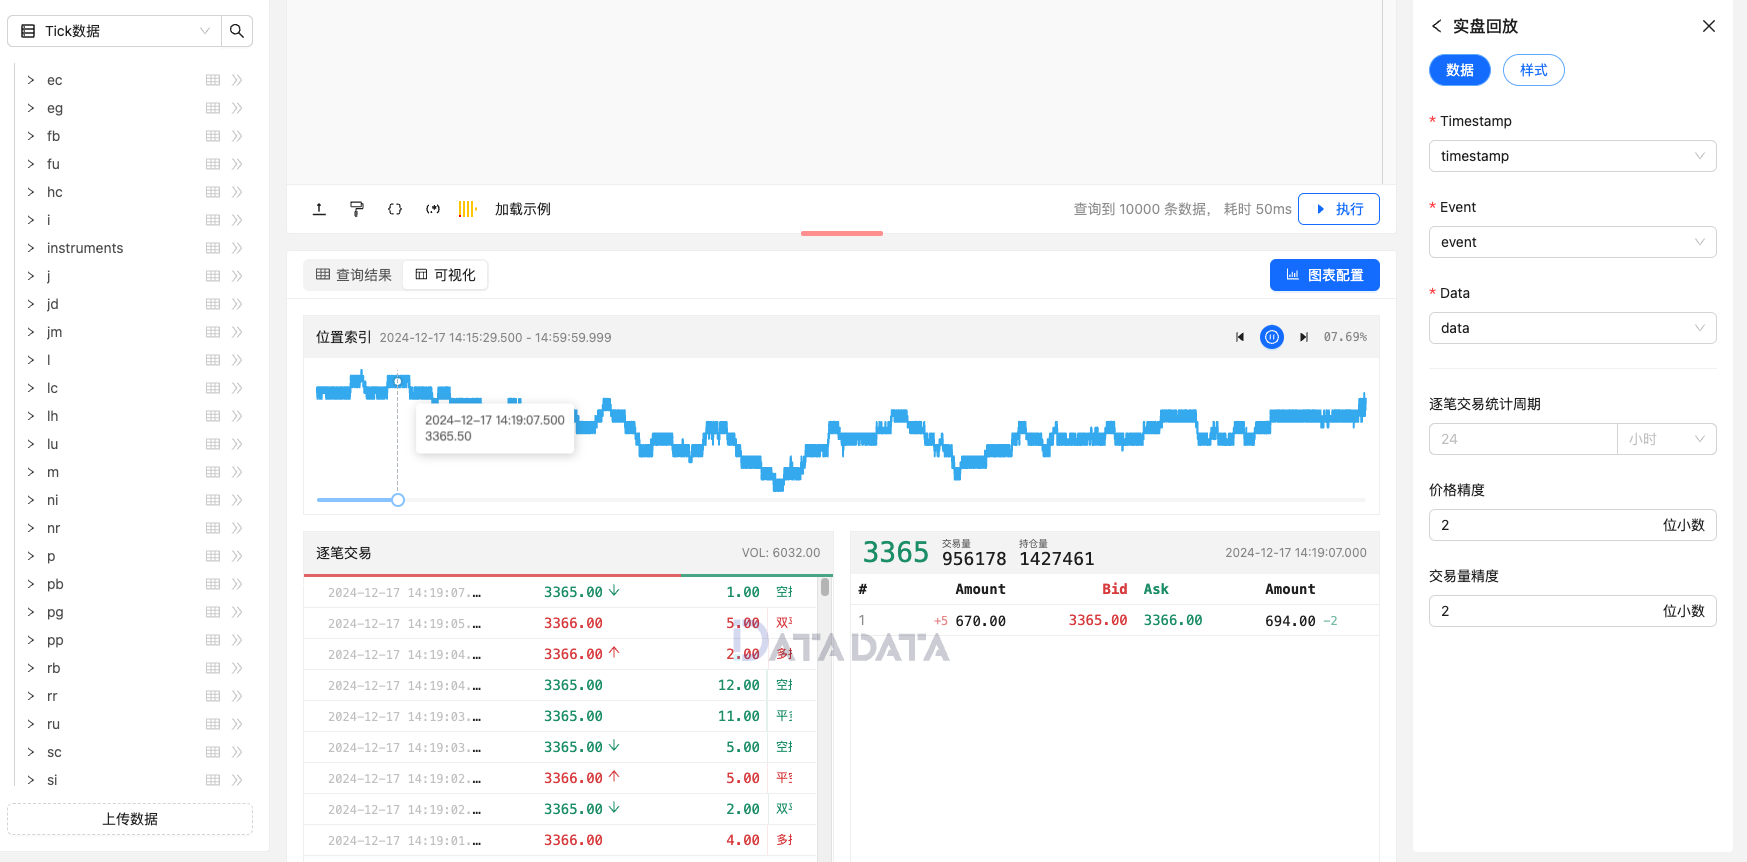 Tick数据
ec
eg
fb
fu
hc
i
instruments
j
jd
jm
l
lc
lh
lu
m
ni
nr
p
pb
pg
pp
rb
rr
ru
sc
si
上传数据
加载示例
查询到 10000 条数据， 耗时 50ms
执行
查询结果
可视化
图表配置
位置索引 2024-12-17 14:15:29.500 - 14:59:59.999
07.69%
2024-12-17 14:19:07.500
3365.50
逐笔交易
VOL: 6032.00
2024-12-17 14:19:07.… 3365.00 1.00 空
2024-12-17 14:19:05.… 3366.00 5.00 双
2024-12-17 14:19:04.… 3366.00 2.00 多
2024-12-17 14:19:04.… 3365.00 12.00 空
2024-12-17 14:19:03.… 3365.00 11.00 平
2024-12-17 14:19:03.… 3365.00 5.00 空
2024-12-17 14:19:02.… 3366.00 5.00 平
2024-12-17 14:19:02.… 3365.00 2.00 双
2024-12-17 14:19:01.… 3366.00 4.00 多
3365
交易量
956178
持仓量
1427461
2024-12-17 14:19:07.000
# Amount Bid Ask Amount
1 +5 670.00 3365.00 3366.00 694.00 -2
DATADATA
实盘回放
数据
样式
* Timestamp
timestamp
* Event
event
* Data
data
逐笔交易统计周期
24 小时
价格精度
2 位小数
交易量精度
2 位小数